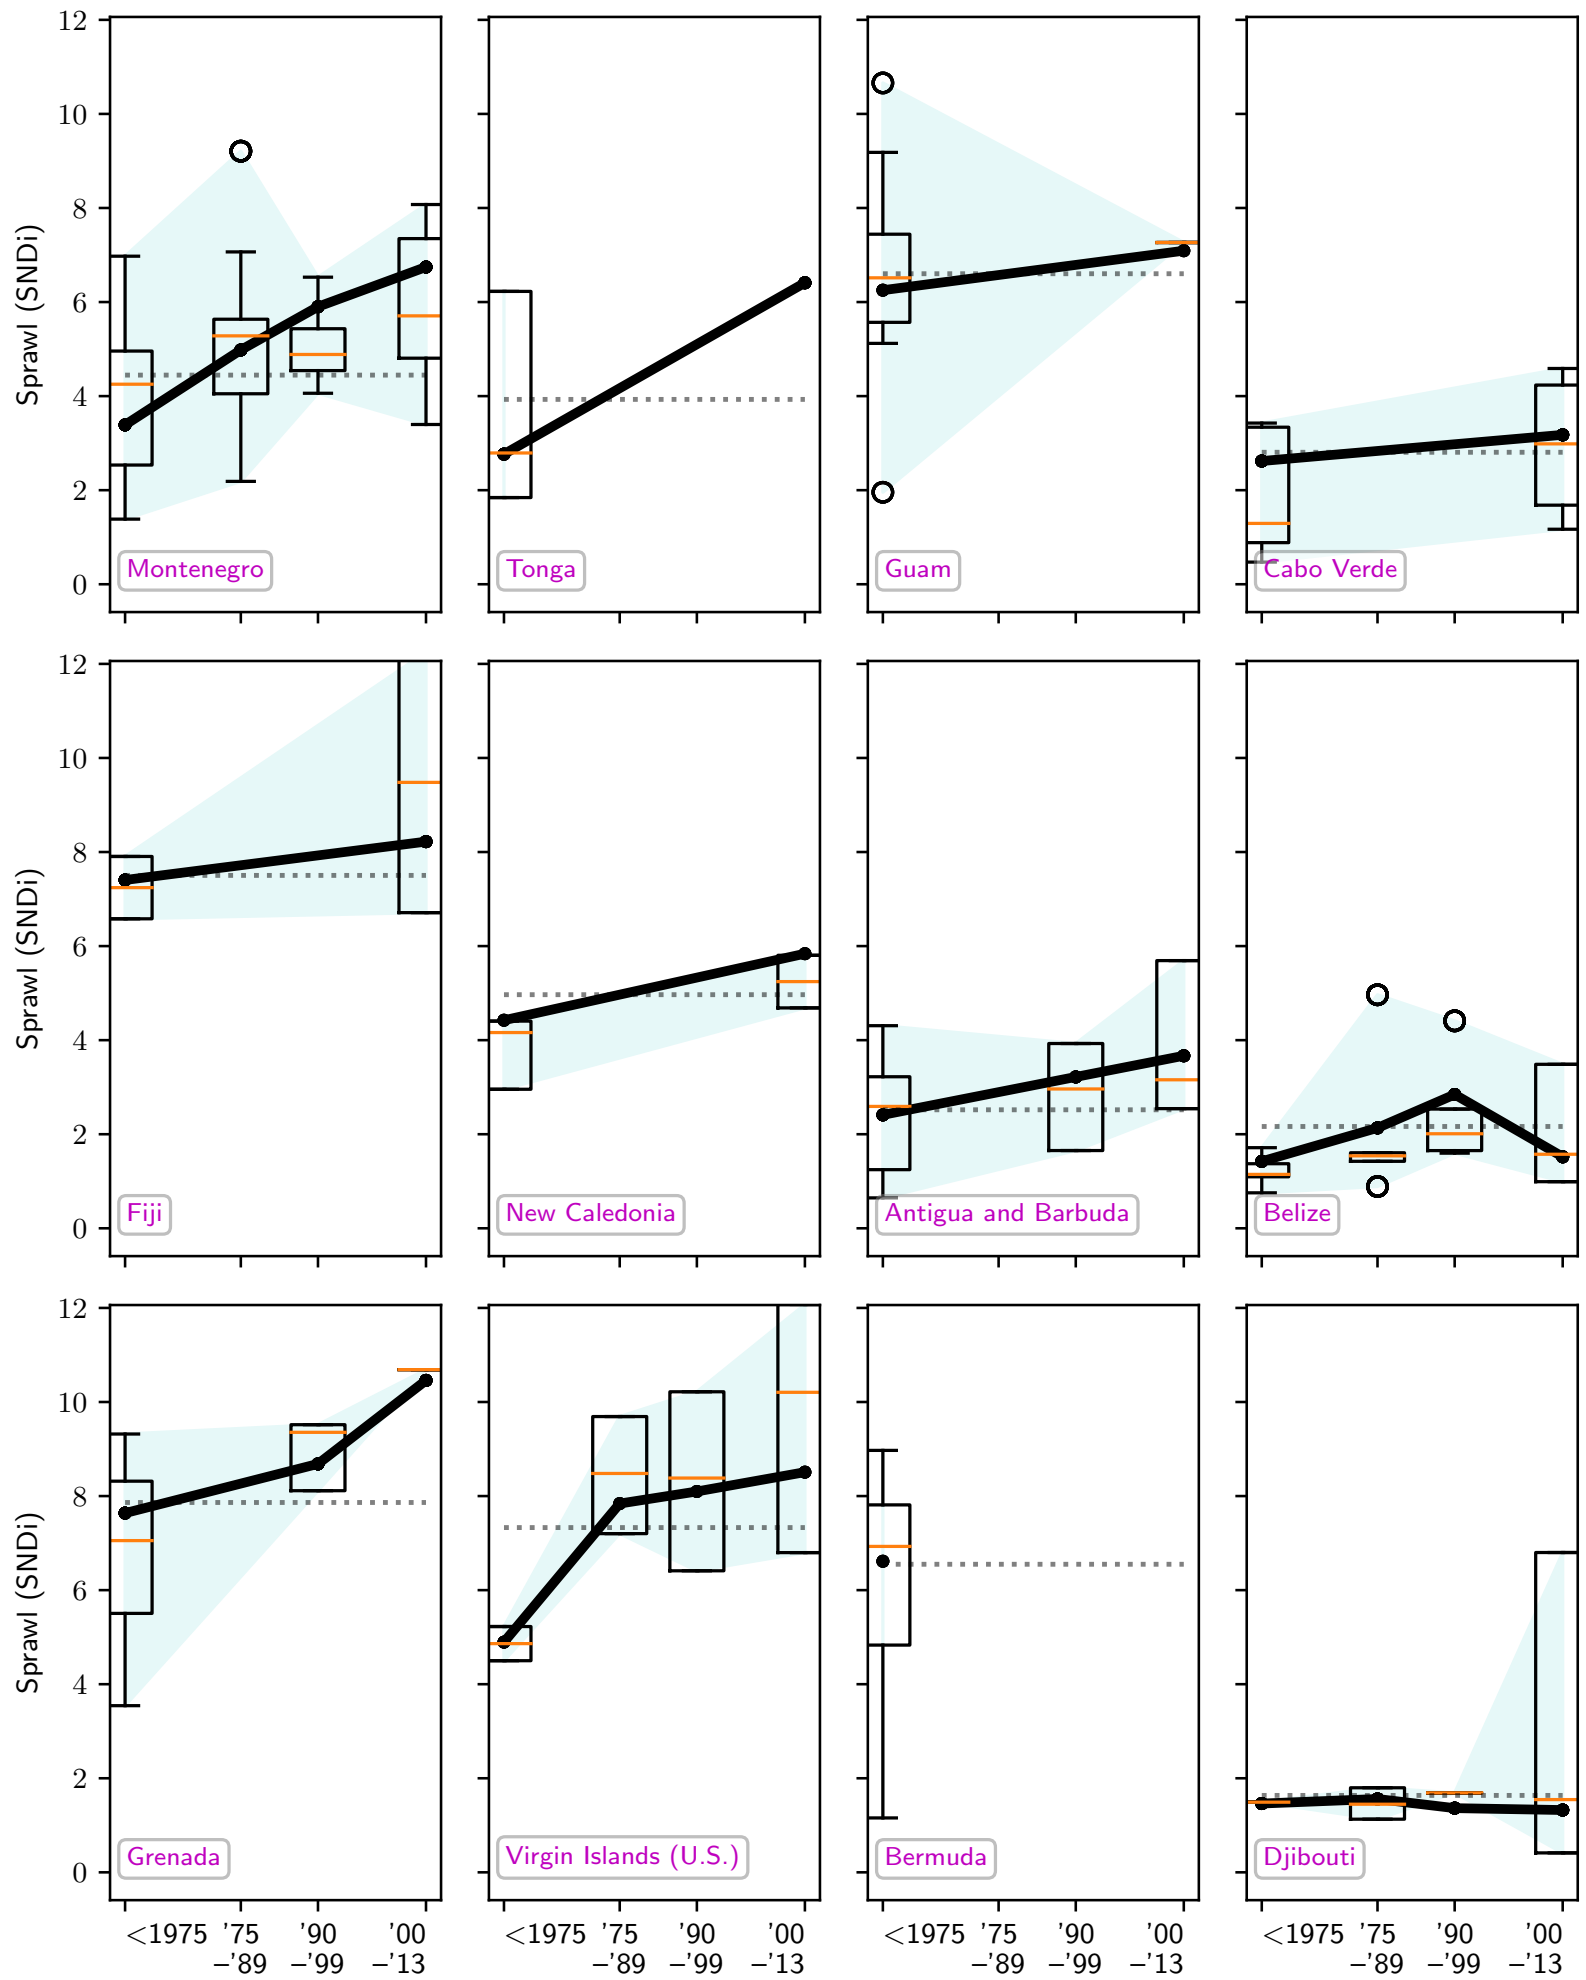 12
10
8
6
4
2
0
Sprawl (SNDi)
Montenegro
Tonga
Guam
Cabo Verde
12
10
8
6
4
2
0
Sprawl (SNDi)
Fiji
New Caledonia
Antigua and Barbuda
Belize
12
10
8
6
4
2
0
Sprawl (SNDi)
Grenada
Virgin Islands (U.S.)
Bermuda
Djibouti
<1975 '75 '90 '00
–'89 –'99 –'13
<1975 '75 '90 '00
–'89 –'99 –'13
<1975 '75 '90 '00
–'89 –'99 –'13
<1975 '75 '90 '00
–'89 –'99 –'13